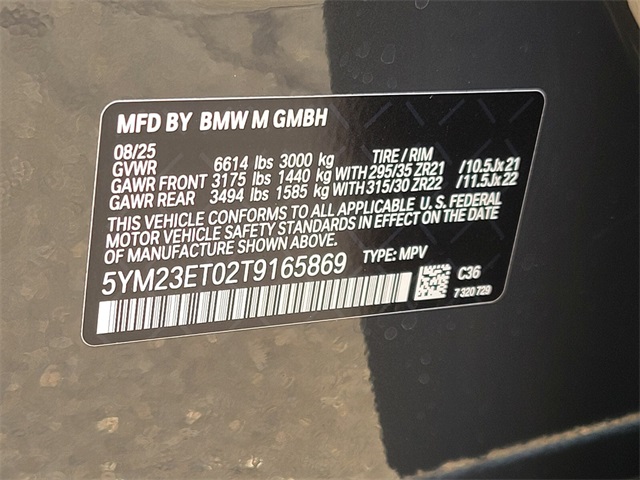 MFD BY BMW M GMBH
08/25
GVWR 6614 lbs 3000 kg TIRE / RIM
GAWR FRONT 3175 lbs 1440 kg WITH 295/35 ZR21 /10.5Jx21
GAWR REAR 3494 lbs 1585 kg WITH 315/30 ZR22 /11.5Jx22
THIS VEHICLE CONFORMS TO ALL APPLICABLE U. S. FEDERAL
MOTOR VEHICLE SAFETY STANDARDS IN EFFECT ON THE DATE
OF MANUFACTURE SHOWN ABOVE.
5YM23ET02T9165869 TYPE: MPV
C36
7 320 729